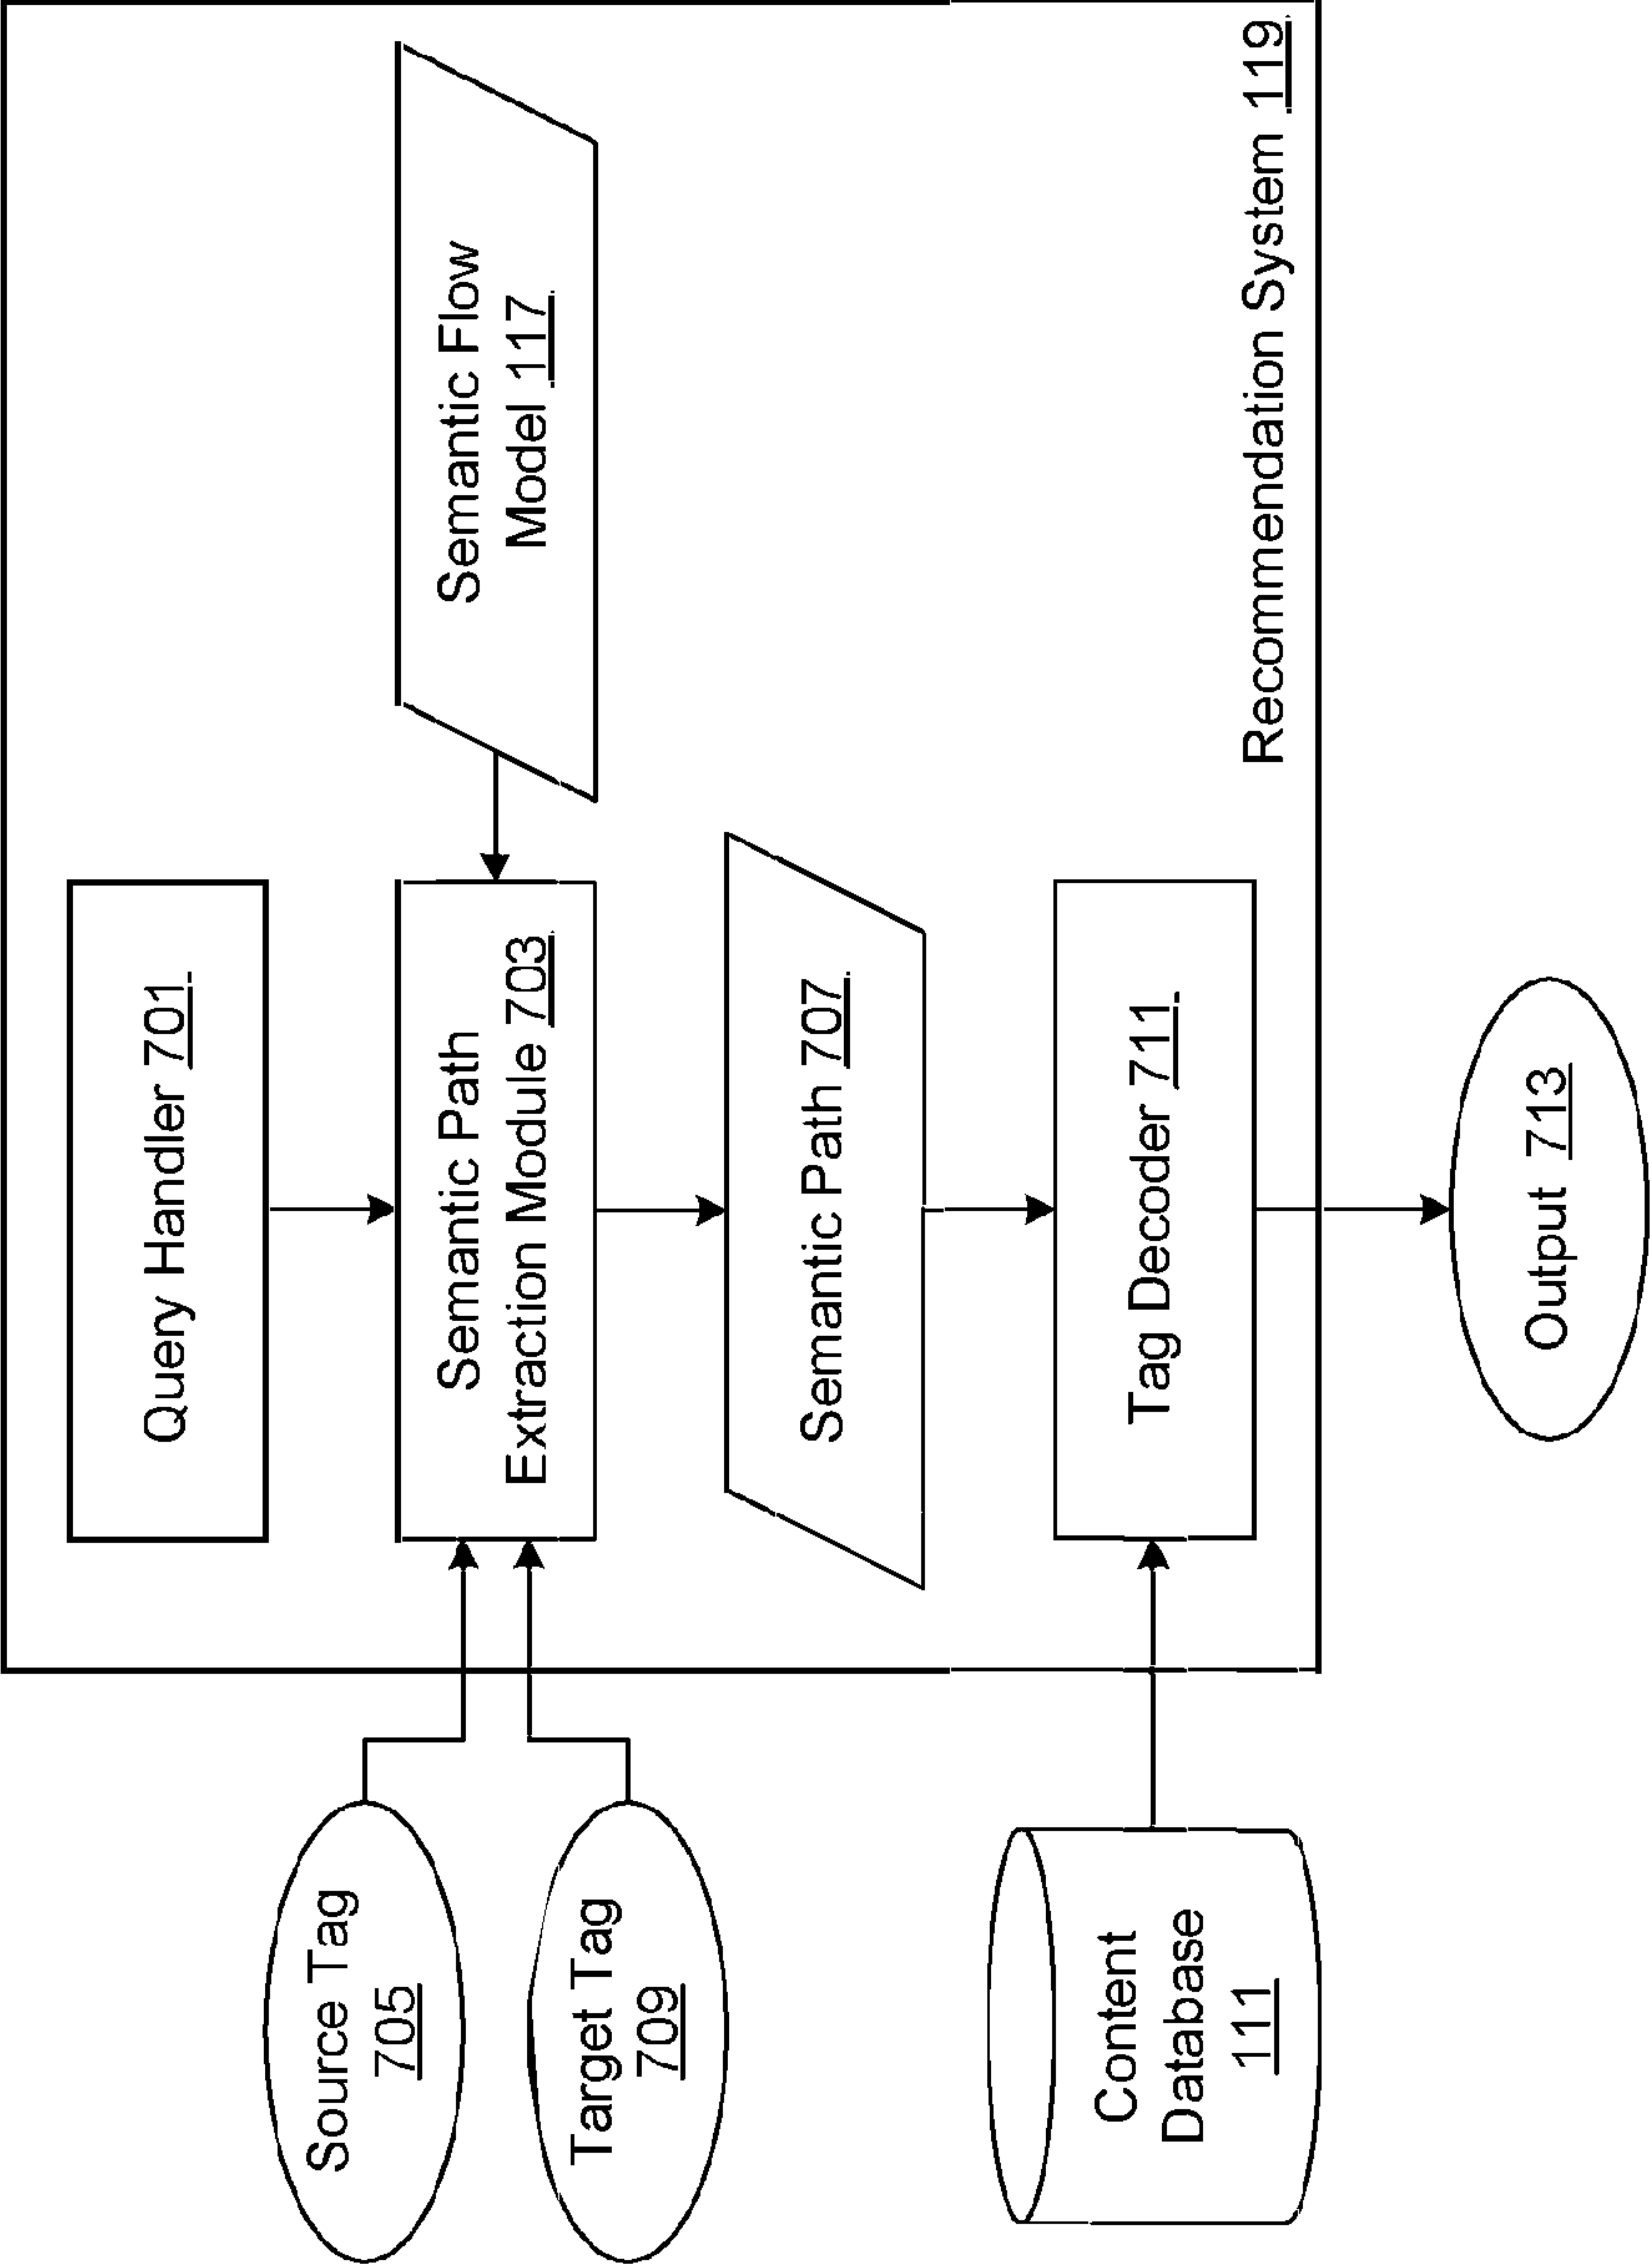 Query Handler 701
Source Tag
705
Semantic Path
Extraction Module 703
Semantic Flow
Model 117
Target Tag
709
Semantic Path 707
Content
Database
111
Tag Decoder 711
Recommendation System 119
Output 713